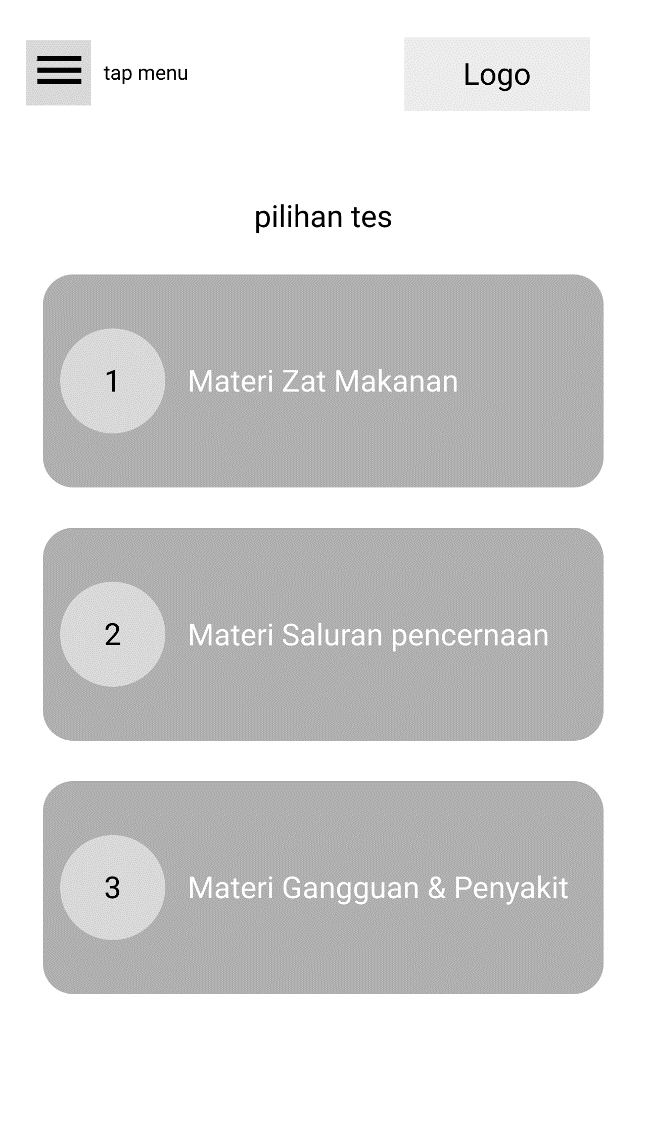 tap menu
Logo
pilihan tes
1
Materi Zat Makanan
2
Materi Saluran pencernaan
3
Materi Gangguan & Penyakit